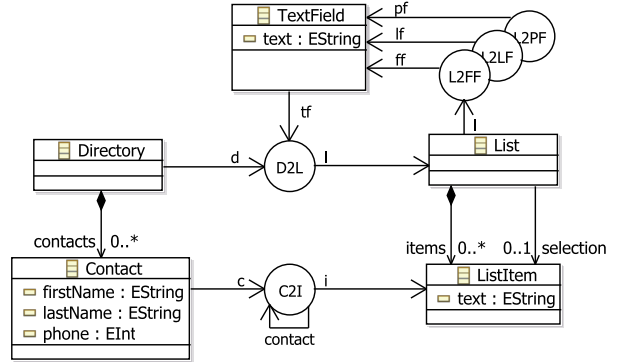 TextField
text : EString
pf
lf
ff
L2PF
L2LF
L2FF
tf
l
Directory
d
D2L
l
List
contacts 0..*
items 0..* 0..1 selection
Contact
firstName : EString
lastName : EString
phone : EInt
c
C2I
i
contact
ListItem
text : EString